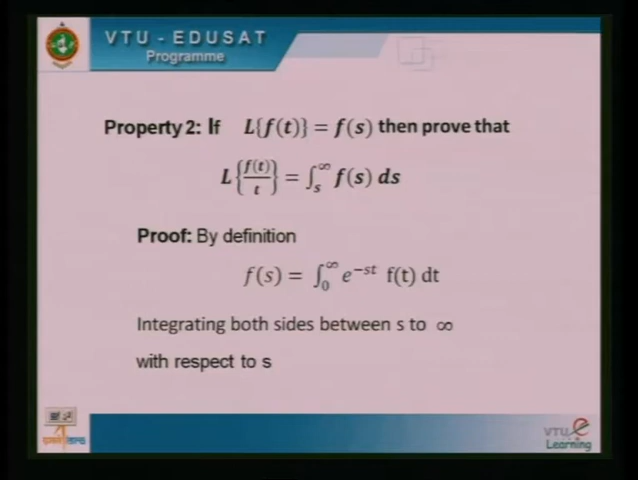 VTU - EDUSAT
Programme
Property 2: If L{f(t)} = f(s) then prove that
L{f(t)/t} = ∫_s^∞ f(s) ds
Proof: By definition
f(s) = ∫_0^∞ e^{-st} f(t) dt
Integrating both sides between s to ∞
with respect to s
VTU e
Learning